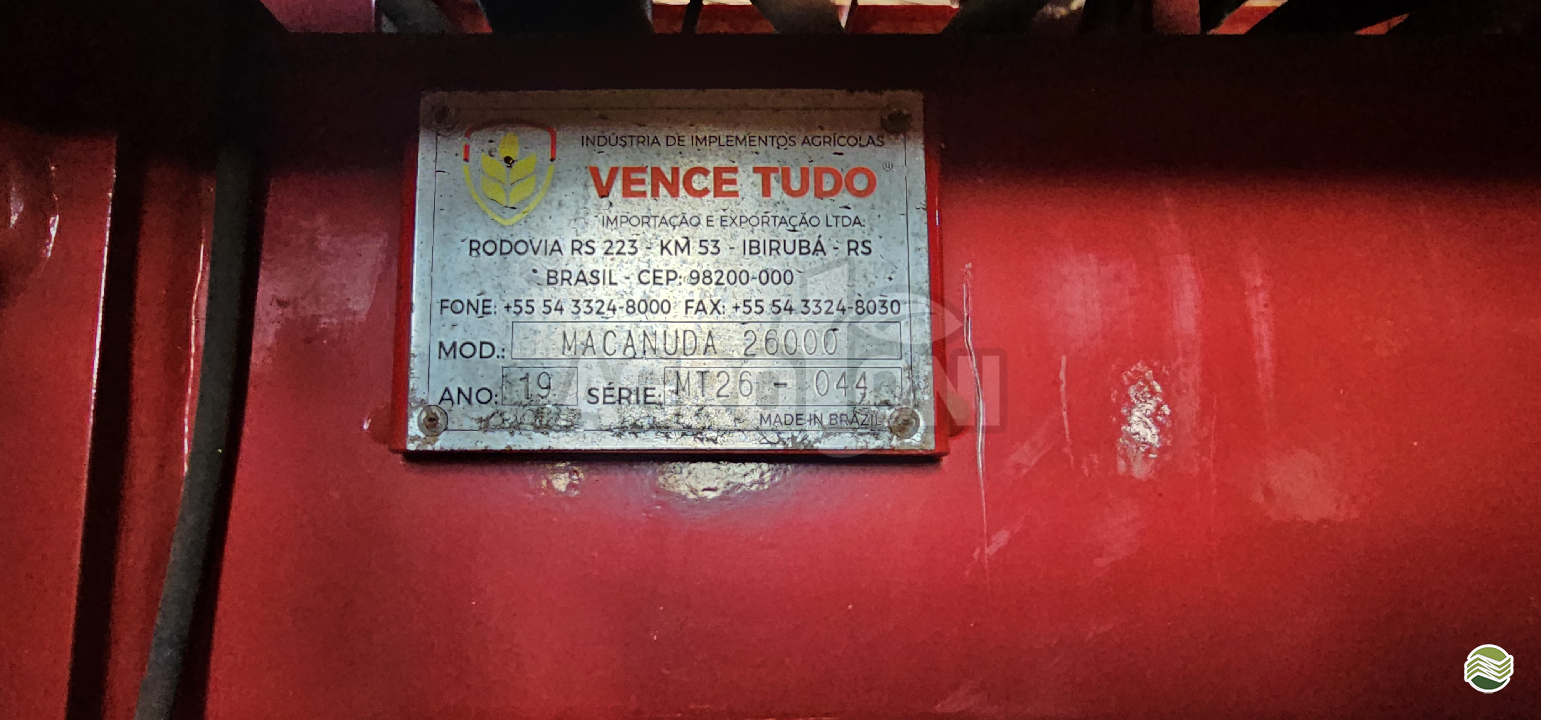 INDÚSTRIA DE IMPLEMENTOS AGRÍCOLAS
VENCE TUDO®
IMPORTAÇÃO E EXPORTAÇÃO LTDA.
RODOVIA RS 223 - KM 53 - IBIRUBÁ - RS
BRASIL - CEP: 98200-000
FONE: +55 54 3324-8000 FAX: +55 54 3324-8030
MOD.: MACANUDA 26000
ANO: 19 SÉRIE: MT26 - 044
MADE IN BRAZIL